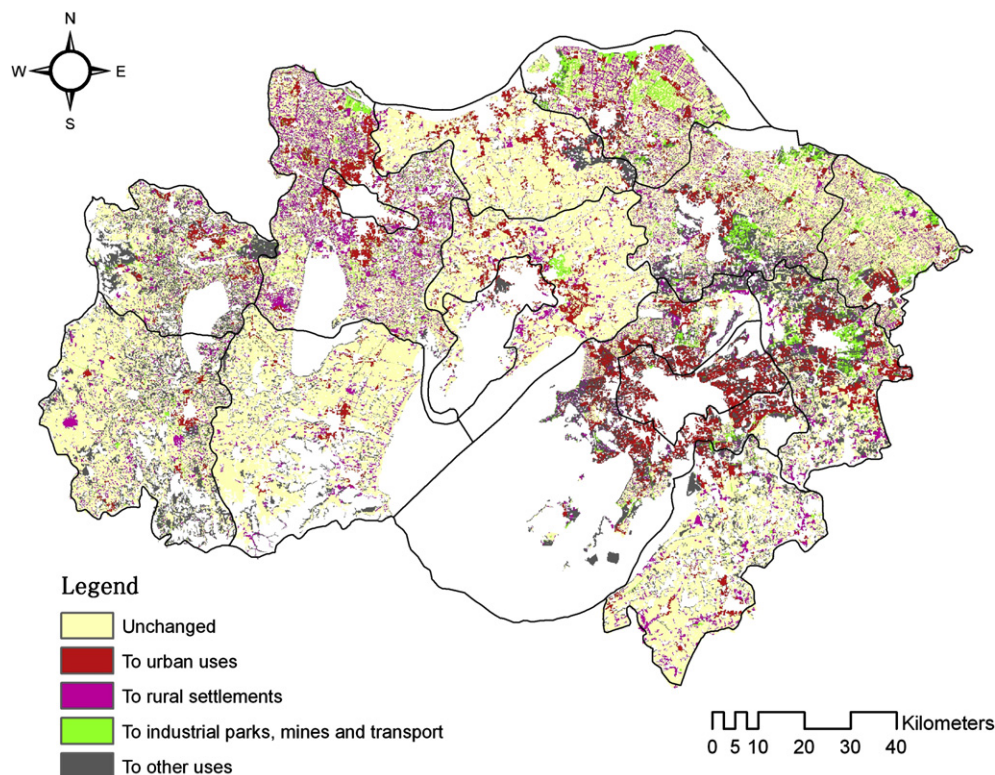 N
W E
S
Legend
Unchanged
To urban uses
To rural settlements
To industrial parks, mines and transport
To other uses
Kilometers
0 5 10 20 30 40